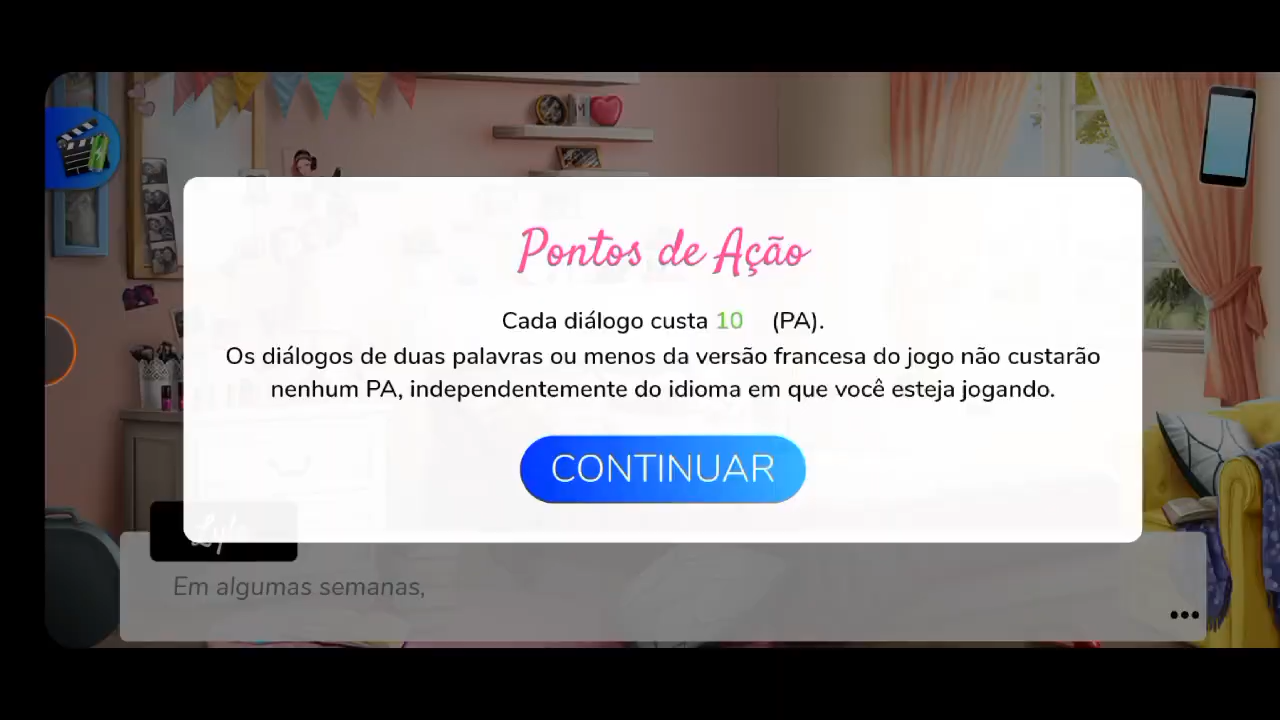 Pontos de Ação
Cada diálogo custa 10 (PA).
Os diálogos de duas palavras ou menos da versão francesa do jogo não custarão
nenhum PA, independentemente do idioma em que você esteja jogando.
CONTINUAR
Em algumas semanas,